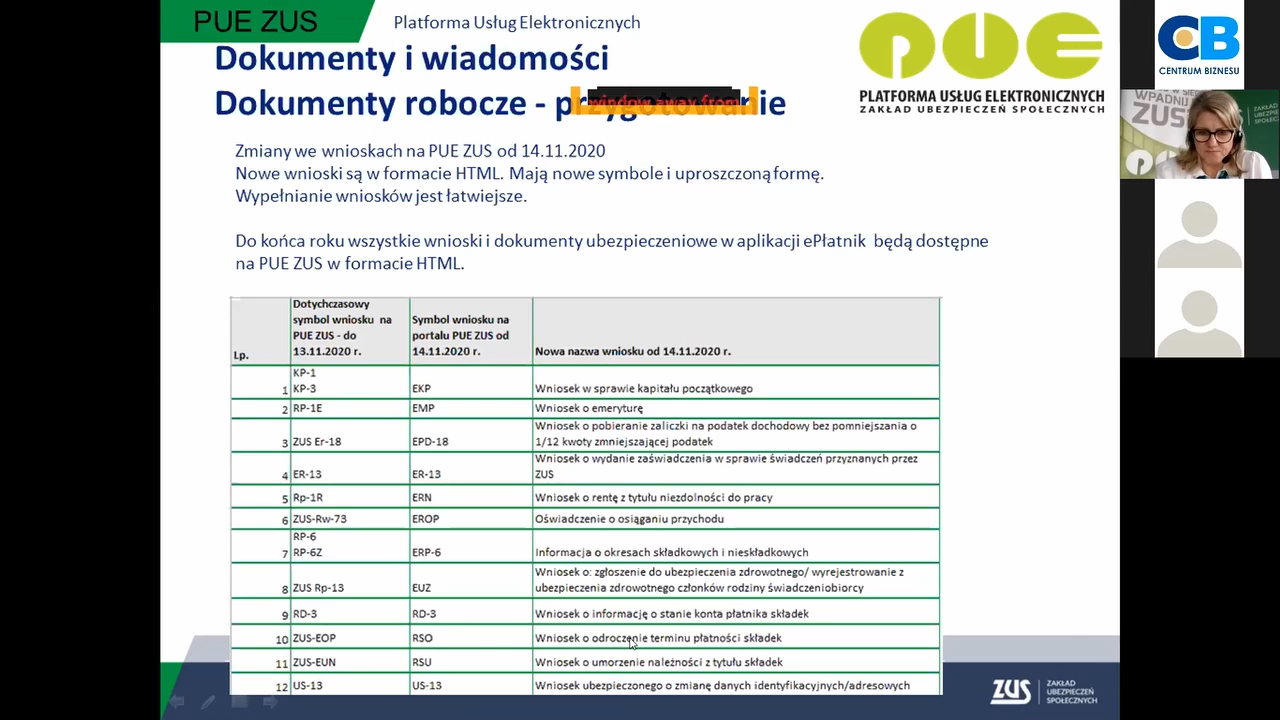 PUE ZUS
Platforma Usług Elektronicznych
Dokumenty i wiadomości
Dokumenty robocze - przygotowanie
window away from
PUE
PLATFORMA USŁUG ELEKTRONICZNYCH
ZAKŁAD UBEZPIECZEŃ SPOŁECZNYCH
CB
CENTRUM BIZNESU
WPADNIJ
ZUS
Zmiany we wnioskach na PUE ZUS od 14.11.2020
Nowe wnioski są w formacie HTML. Mają nowe symbole i uproszczoną formę.
Wypełnianie wniosków jest łatwiejsze.
Do końca roku wszystkie wnioski i dokumenty ubezpieczeniowe w aplikacji ePłatnik będą dostępne
na PUE ZUS w formacie HTML.
Lp.
Dotychczasowy
symbol wniosku na
PUE ZUS - do
13.11.2020 r.
Symbol wniosku na
portalu PUE ZUS od
14.11.2020 r.
Nowa nazwa wniosku od 14.11.2020 r.
KP-1
1 KP-3 EKP Wniosek w sprawie kapitału początkowego
2 RP-1E EMP Wniosek o emeryturę
Wniosek o pobieranie zaliczki na podatek dochodowy bez pomniejszania o
3 ZUS Er-18 EPD-18 1/12 kwoty zmniejszającej podatek
Wniosek o wydanie zaświadczenia w sprawie świadczeń przyznanych przez
4 ER-13 ER-13 ZUS
5 Rp-1R ERN Wniosek o rentę z tytułu niezdolności do pracy
6 ZUS-Rw-73 EROP Oświadczenie o osiąganiu przychodu
RP-6
7 RP-6Z ERP-6 Informacja o okresach składkowych i nieskładkowych
Wniosek o: zgłoszenie do ubezpieczenia zdrowotnego/ wyrejestrowanie z
8 ZUS Rp-13 EUZ ubezpieczenia zdrowotnego członków rodziny świadczeniobiorcy
9 RD-3 RD-3 Wniosek o informację o stanie konta płatnika składek
10 ZUS-EOP RSO Wniosek o odroczenie terminu płatności składek
11 ZUS-EUN RSU Wniosek o umorzenie należności z tytułu składek
12 US-13 US-13 Wniosek ubezpieczonego o zmianę danych identyfikacyjnych/adresowych
ZUS
ZAKŁAD
UBEZPIECZEŃ
SPOŁECZNYCH